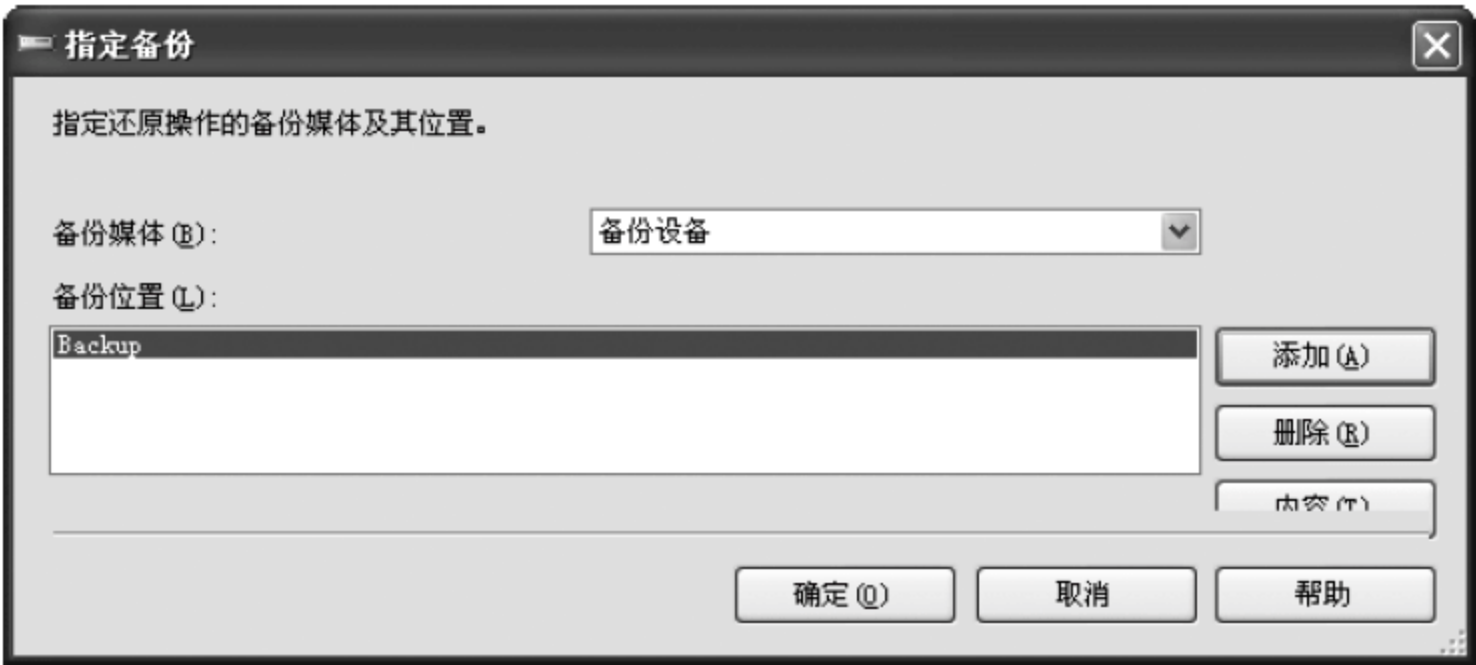 指定备份
指定还原操作的备份媒体及其位置。
备份媒体(B): 备份设备
备份位置(L):
Backup
添加(A)
删除(R)
内容(T)
确定(O) 取消 帮助